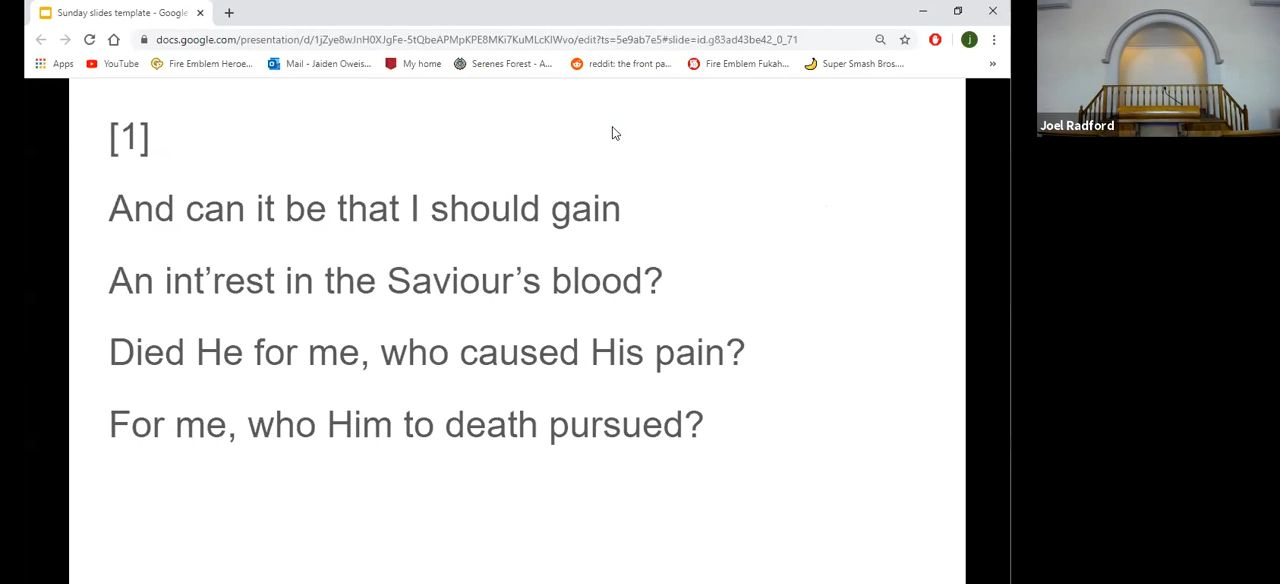 Sunday slides template - Google
docs.google.com/presentation/d/1jZye8wJnH0XJgFe-5tQbeAPMpKPE8MKi7KuMLcKlWvo/edit?ts=5e9ab7e5#slide=id.g83ad43be42_0_71
j
Apps YouTube Fire Emblem Heroe... Mail - Jaiden Oweis... My home Serenes Forest - A... reddit: the front pa... Fire Emblem Fukah... Super Smash Bros.... »
Joel Radford
[1]
And can it be that I should gain
An int’rest in the Saviour’s blood?
Died He for me, who caused His pain?
For me, who Him to death pursued?